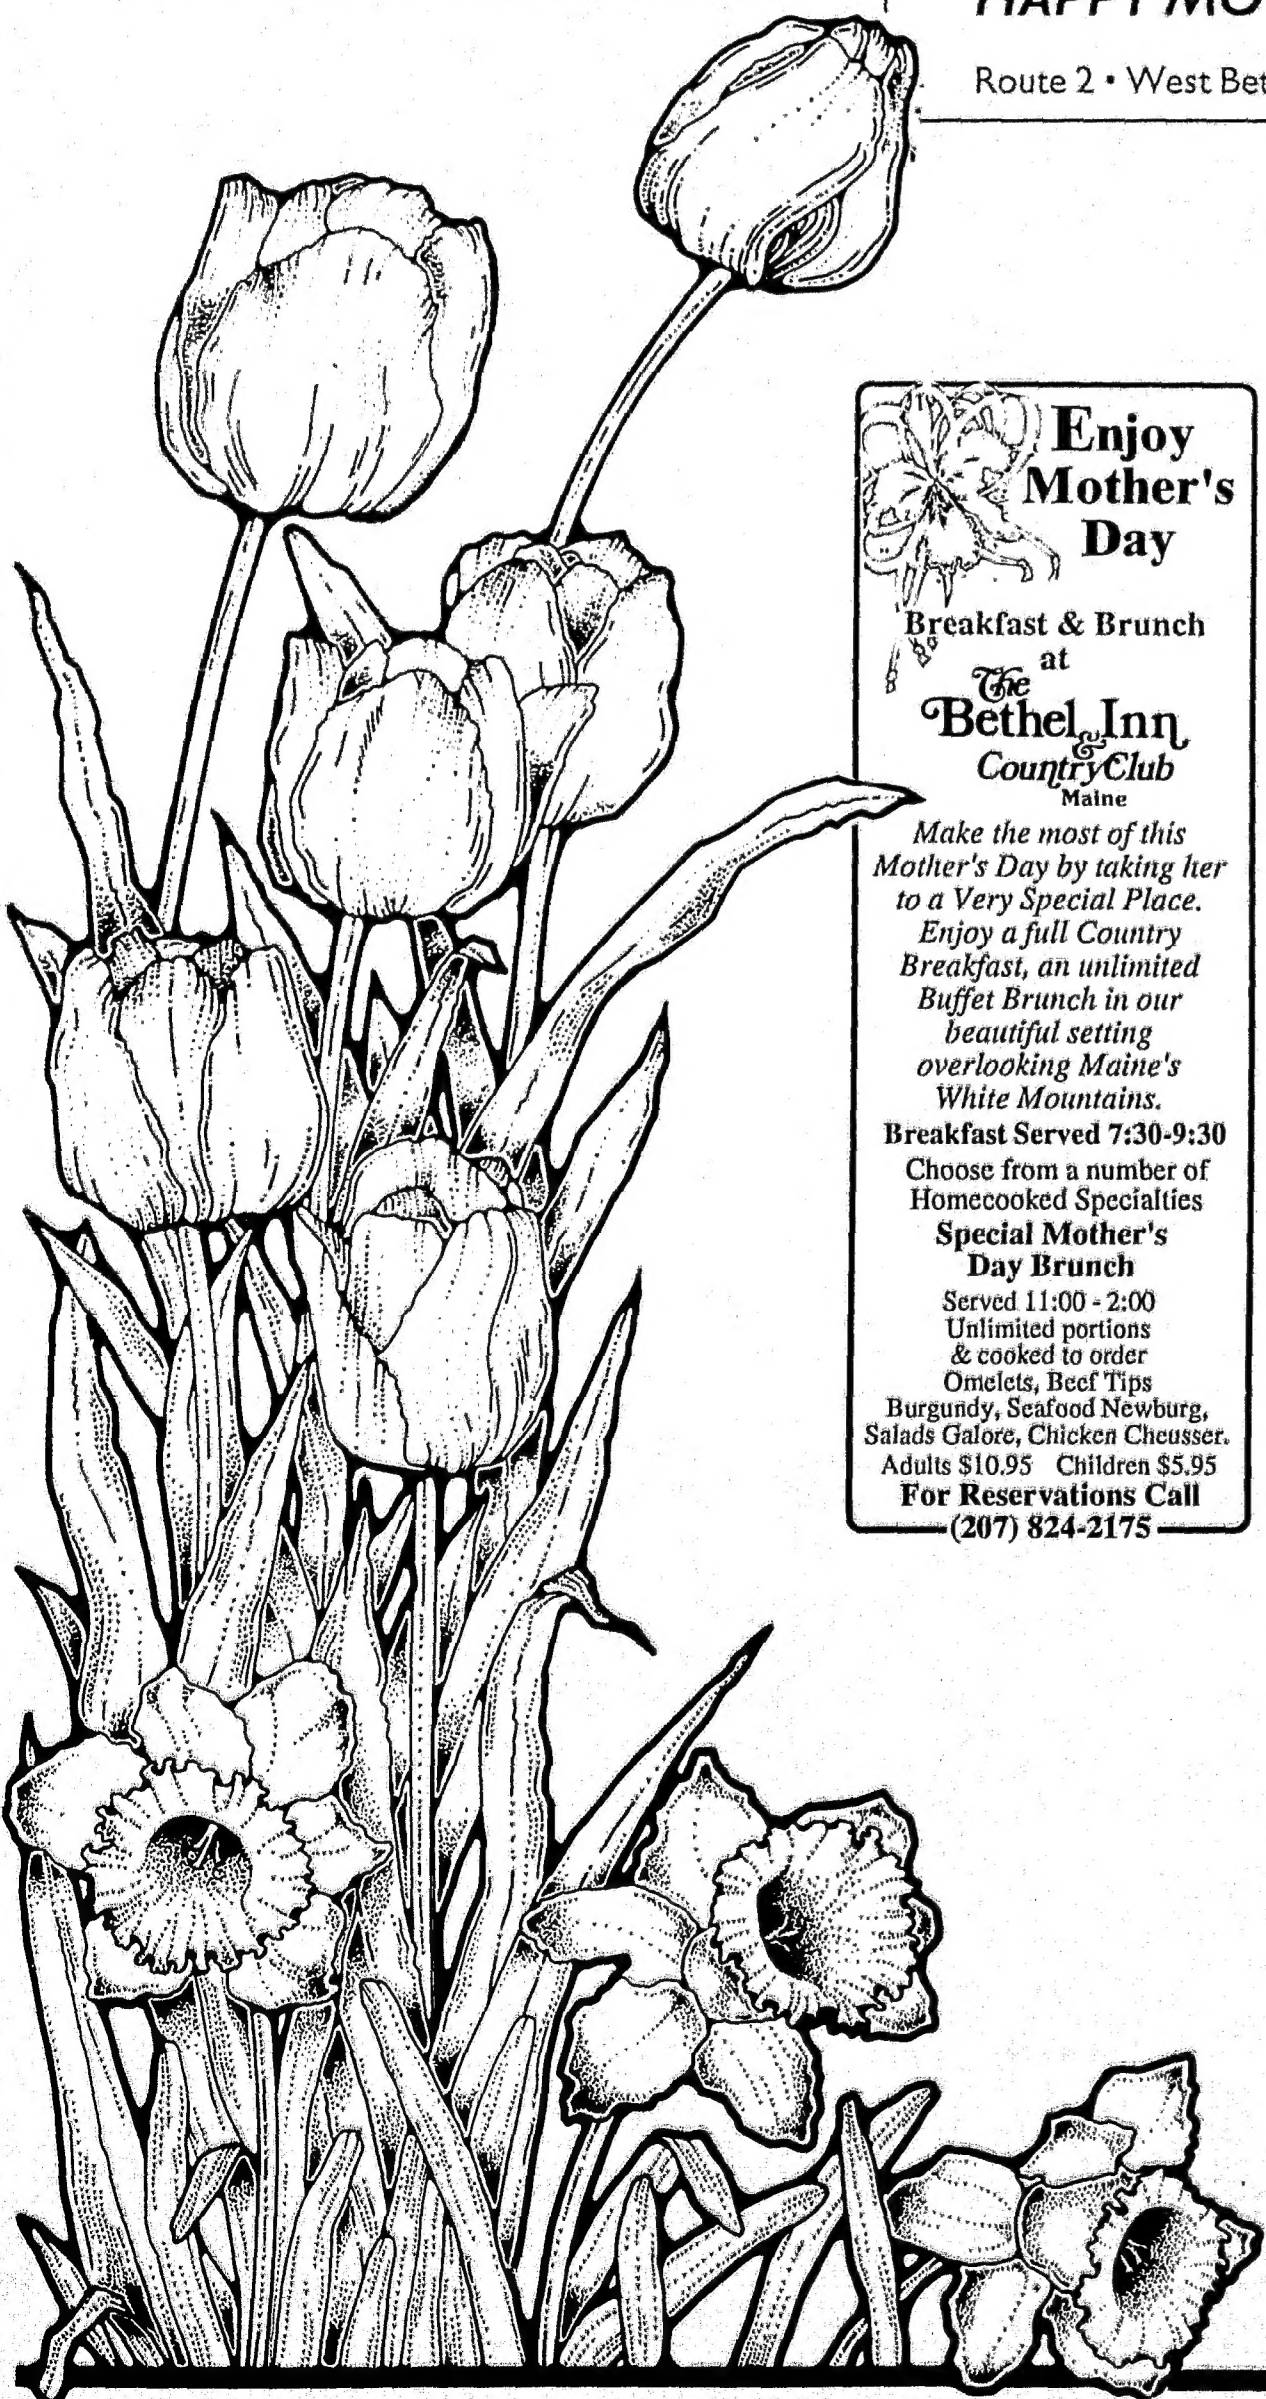 HAPPY MO
Route 2 • West Bet
Enjoy
Mother's
Day
Breakfast & Brunch
at
The
Bethel Inn
&
Country Club
Maine
Make the most of this
Mother's Day by taking her
to a Very Special Place.
Enjoy a full Country
Breakfast, an unlimited
Buffet Brunch in our
beautiful setting
overlooking Maine's
White Mountains.
Breakfast Served 7:30-9:30
Choose from a number of
Homecooked Specialties
Special Mother's
Day Brunch
Served 11:00 - 2:00
Unlimited portions
& cooked to order
Omelets, Beef Tips
Burgundy, Seafood Newburg,
Salads Galore, Chicken Cheusser.
Adults $10.95 Children $5.95
For Reservations Call
(207) 824-2175